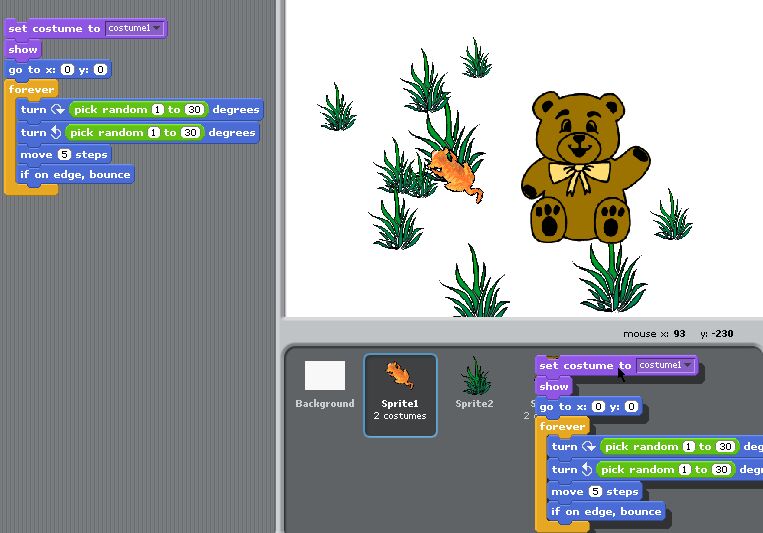 set costume to costume1
show
go to x: 0 y: 0
forever
turn pick random 1 to 30 degrees
turn pick random 1 to 30 degrees
move 5 steps
if on edge, bounce
mouse x: 93 y: -230
Background
Sprite1
2 costumes
Sprite2
S
2 c
set costume to costume1
show
go to x: 0 y: 0
forever
turn pick random 1 to 30 deg
turn pick random 1 to 30 deg
move 5 steps
if on edge, bounce